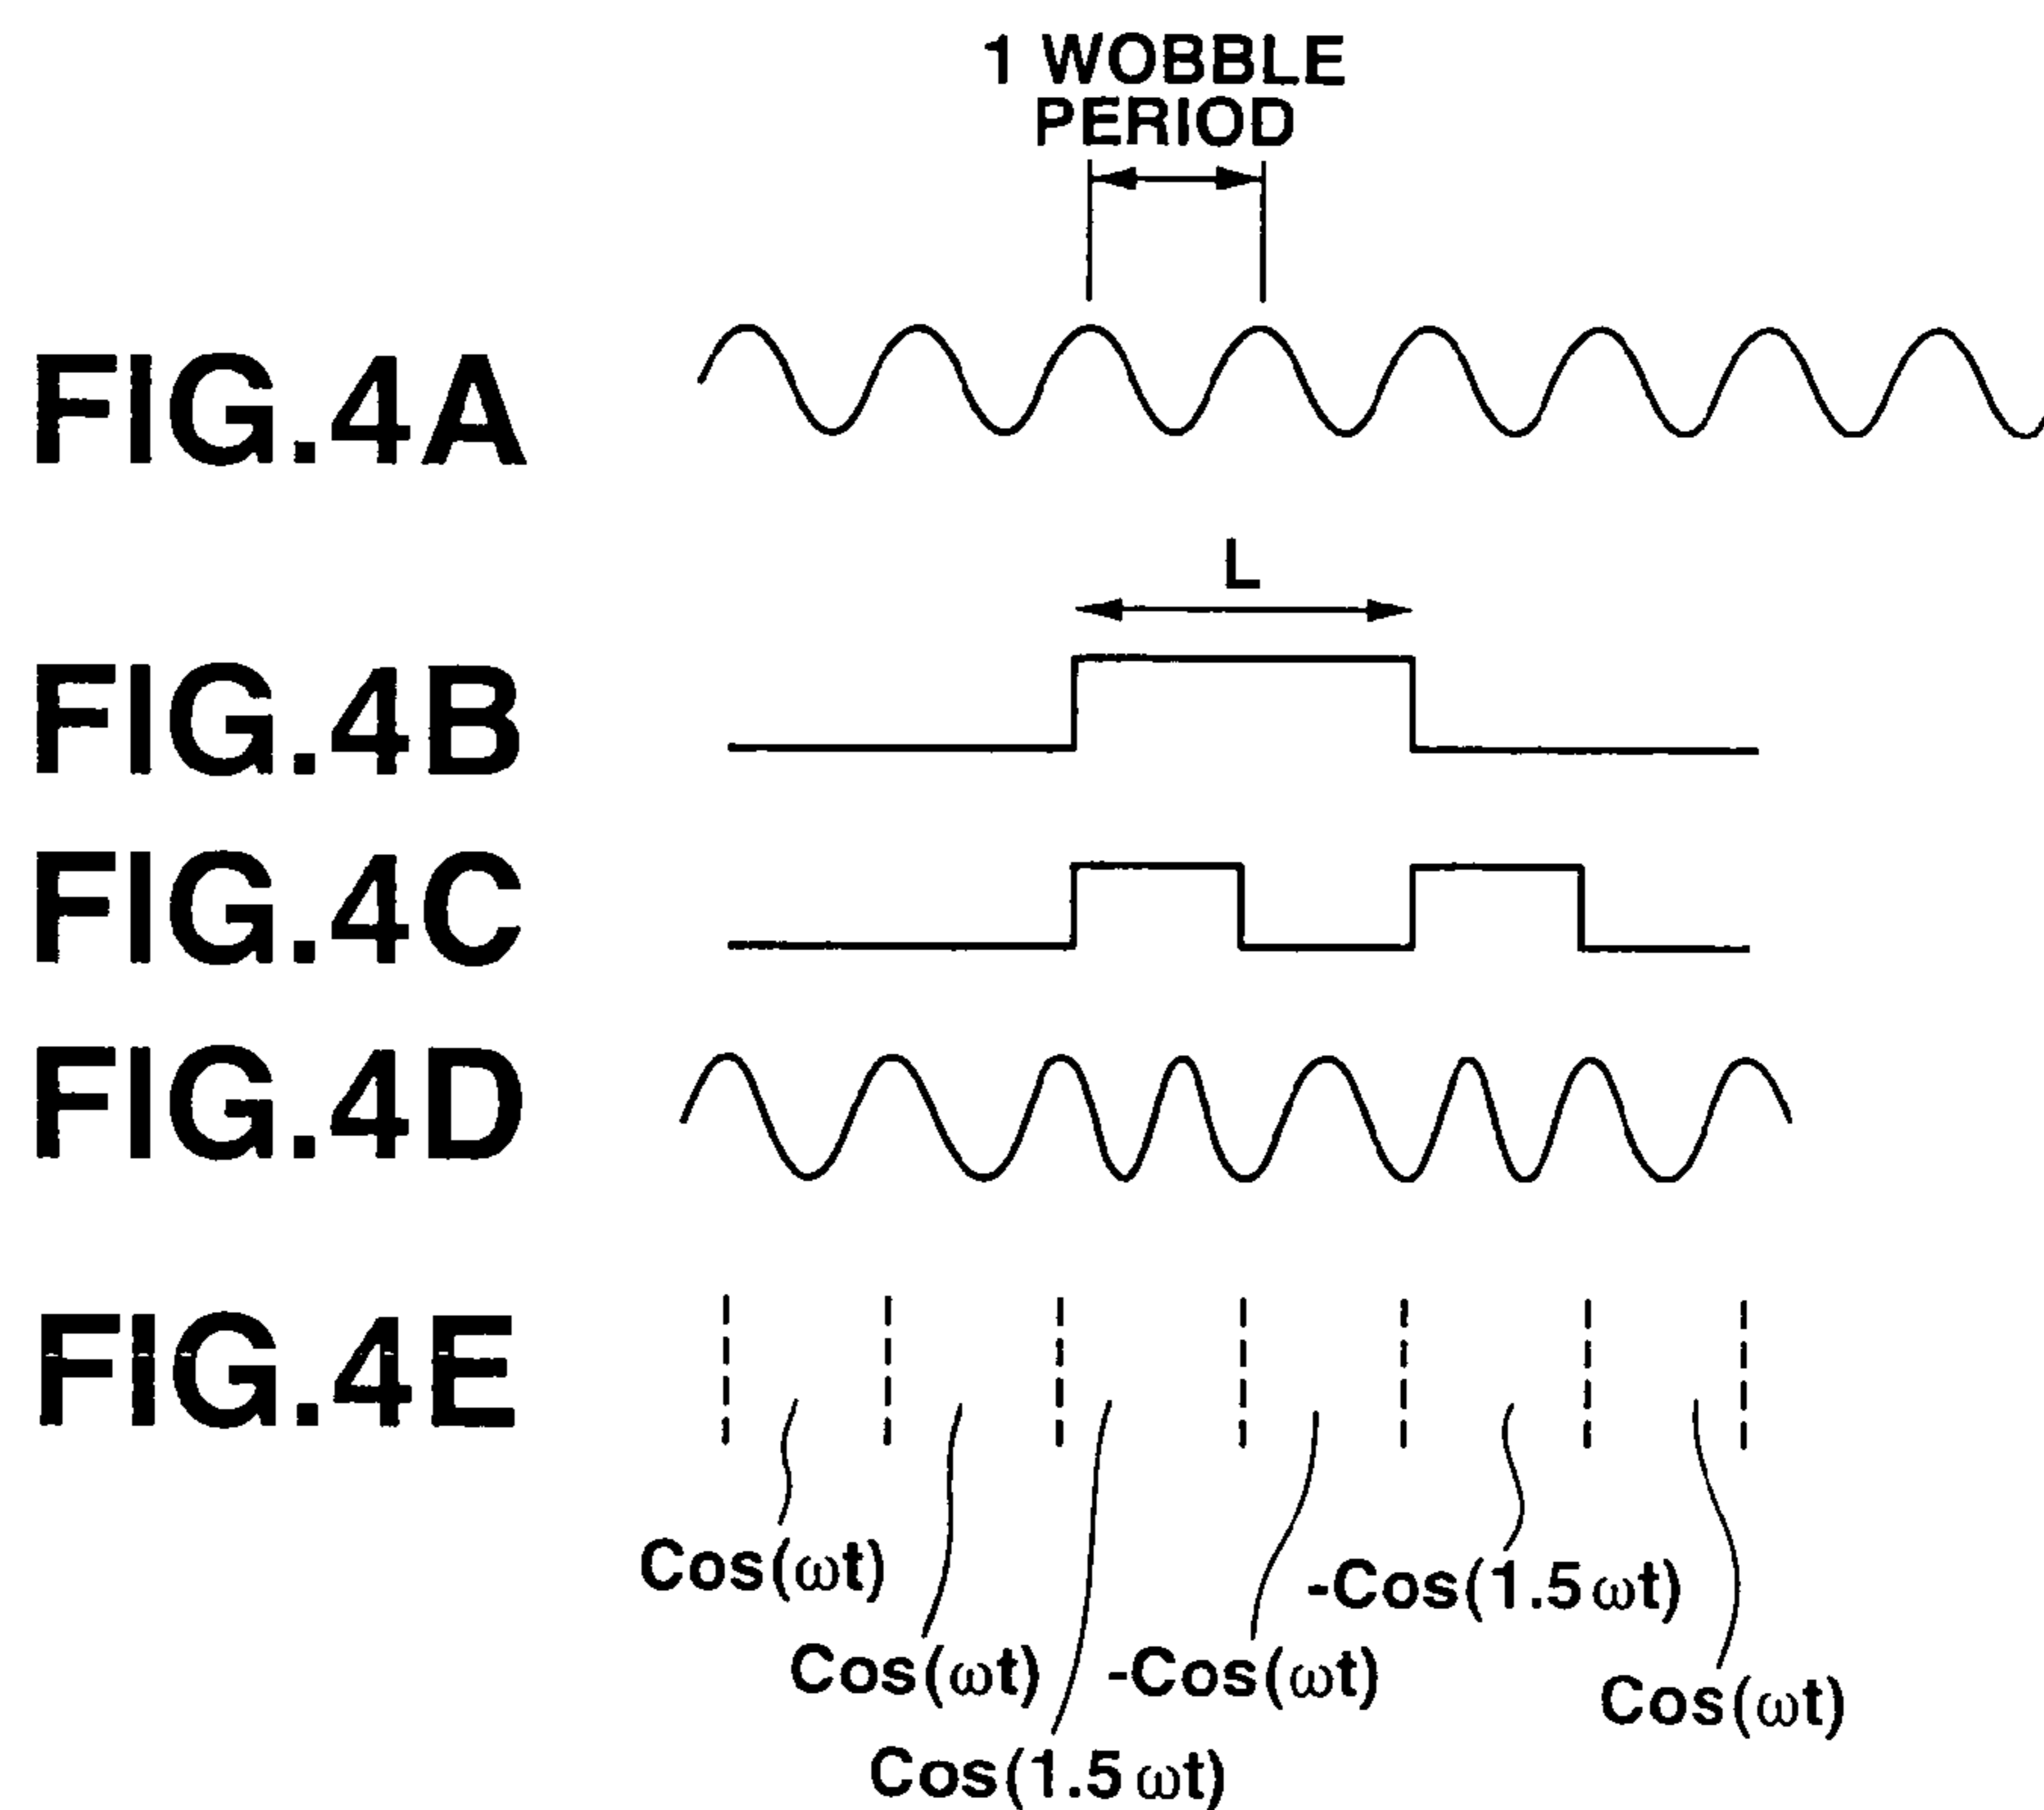 1 WOBBLE
PERIOD
FIG.4A
L
FIG.4B
FIG.4C
FIG.4D
FIG.4E
Cos(ωt)
-Cos(1.5ωt)
Cos(ωt)
-Cos(ωt)
Cos(ωt)
Cos(1.5ωt)